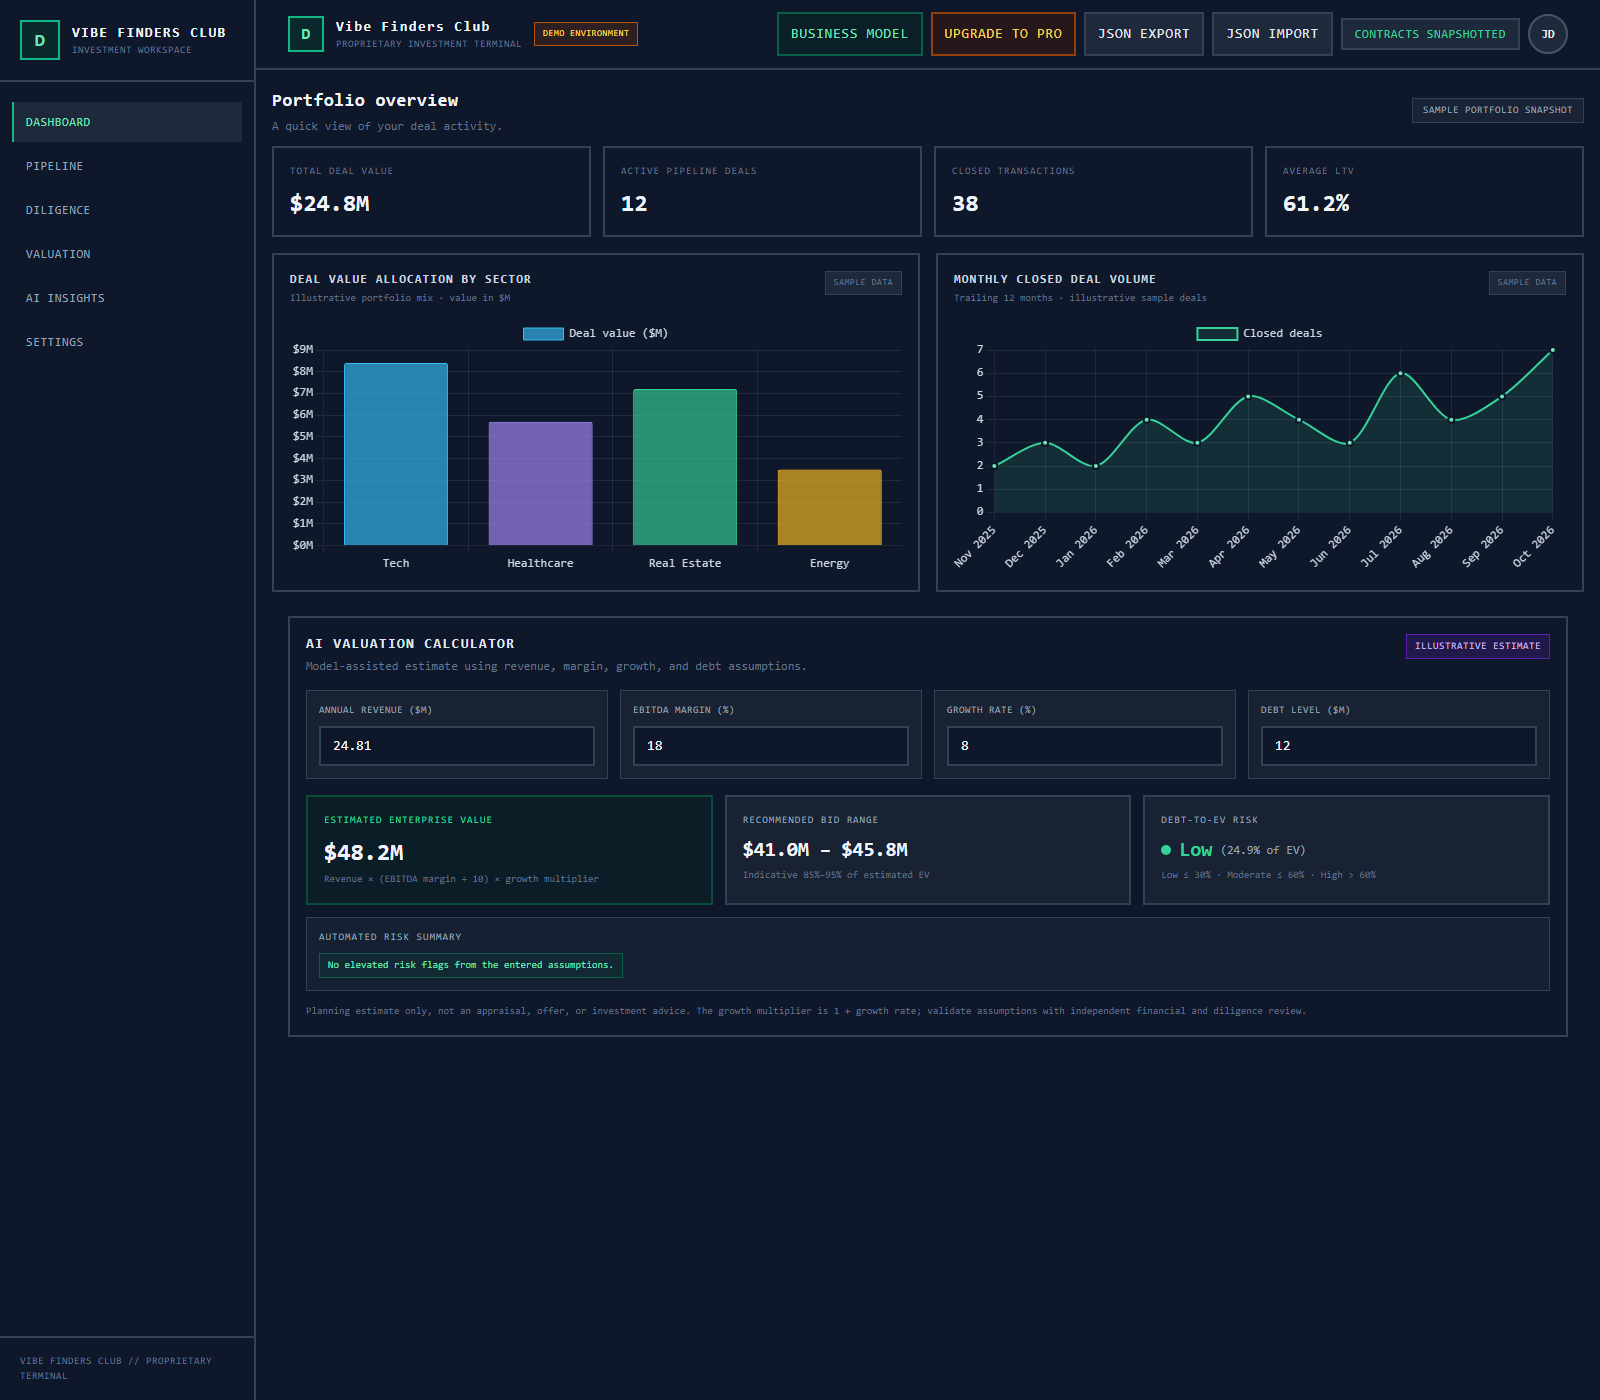 D
VIBE FINDERS CLUB
INVESTMENT WORKSPACE
DASHBOARD
PIPELINE
DILIGENCE
VALUATION
AI INSIGHTS
SETTINGS
VIBE FINDERS CLUB // PROPRIETARY
TERMINAL
D
Vibe Finders Club
PROPRIETARY INVESTMENT TERMINAL
DEMO ENVIRONMENT
BUSINESS MODEL
UPGRADE TO PRO
JSON EXPORT
JSON IMPORT
CONTRACTS SNAPSHOTTED
JD
Portfolio overview
A quick view of your deal activity.
SAMPLE PORTFOLIO SNAPSHOT
TOTAL DEAL VALUE
$24.8M
ACTIVE PIPELINE DEALS
12
CLOSED TRANSACTIONS
38
AVERAGE LTV
61.2%
DEAL VALUE ALLOCATION BY SECTOR
Illustrative portfolio mix · value in $M
SAMPLE DATA
Deal value ($M)
$9M
$8M
$7M
$6M
$5M
$4M
$3M
$2M
$1M
$0M
Tech
Healthcare
Real Estate
Energy
MONTHLY CLOSED DEAL VOLUME
Trailing 12 months · illustrative sample deals
SAMPLE DATA
Closed deals
7
6
5
4
3
2
1
0
Nov 2025
Dec 2025
Jan 2026
Feb 2026
Mar 2026
Apr 2026
May 2026
Jun 2026
Jul 2026
Aug 2026
Sep 2026
Oct 2026
AI VALUATION CALCULATOR
Model-assisted estimate using revenue, margin, growth, and debt assumptions.
ILLUSTRATIVE ESTIMATE
ANNUAL REVENUE ($M)
24.81
EBITDA MARGIN (%)
18
GROWTH RATE (%)
8
DEBT LEVEL ($M)
12
ESTIMATED ENTERPRISE VALUE
$48.2M
Revenue × (EBITDA margin ÷ 10) × growth multiplier
RECOMMENDED BID RANGE
$41.0M – $45.8M
Indicative 85%–95% of estimated EV
DEBT-TO-EV RISK
Low (24.9% of EV)
Low ≤ 30% · Moderate ≤ 60% · High > 60%
AUTOMATED RISK SUMMARY
No elevated risk flags from the entered assumptions.
Planning estimate only, not an appraisal, offer, or investment advice. The growth multiplier is 1 + growth rate; validate assumptions with independent financial and diligence review.